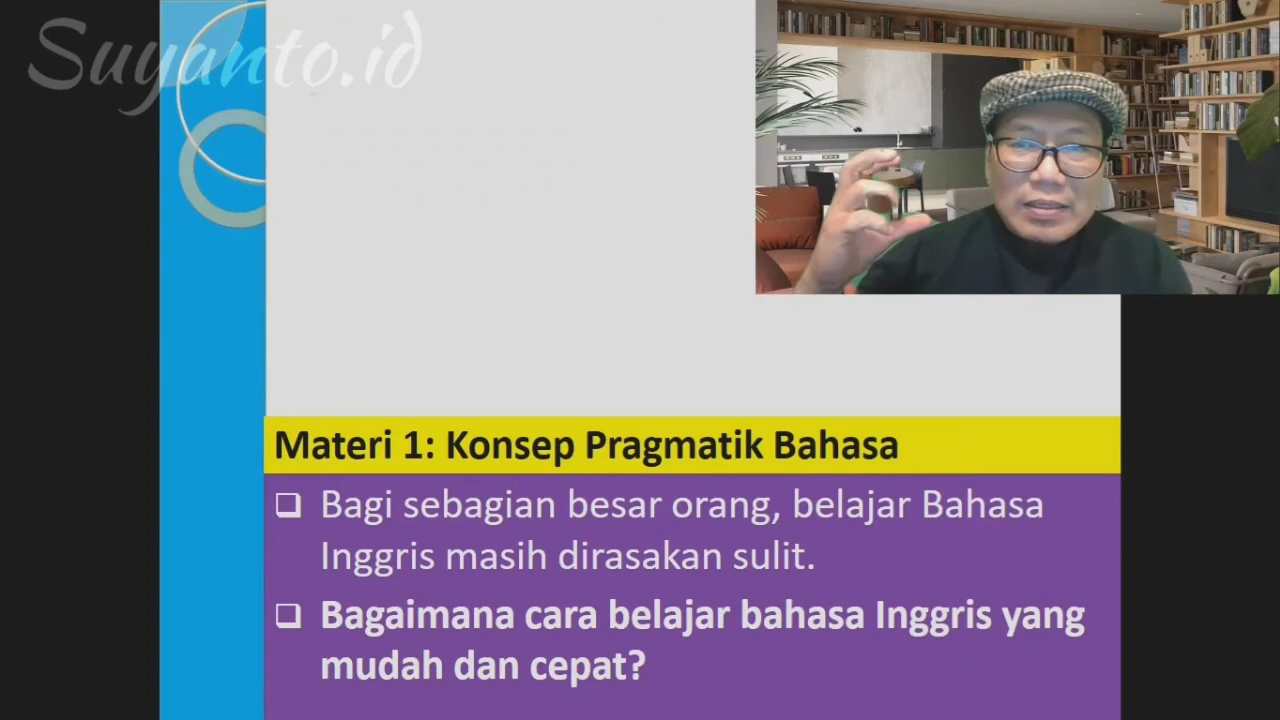 Suyanto.id
Materi 1: Konsep Pragmatik Bahasa
Bagi sebagian besar orang, belajar Bahasa
Inggris masih dirasakan sulit.
Bagaimana cara belajar bahasa Inggris yang
mudah dan cepat?